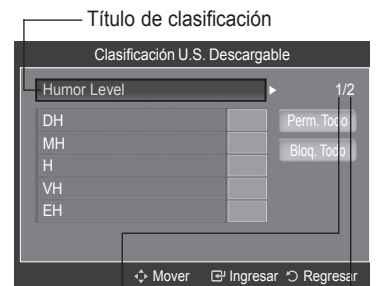 Título de clasificación
Clasificación U.S. Descargable
Humor Level 1/2
DH Perm. Todo
MH
H Bloq. Todo
VH
EH
Mover Ingresar Regresar